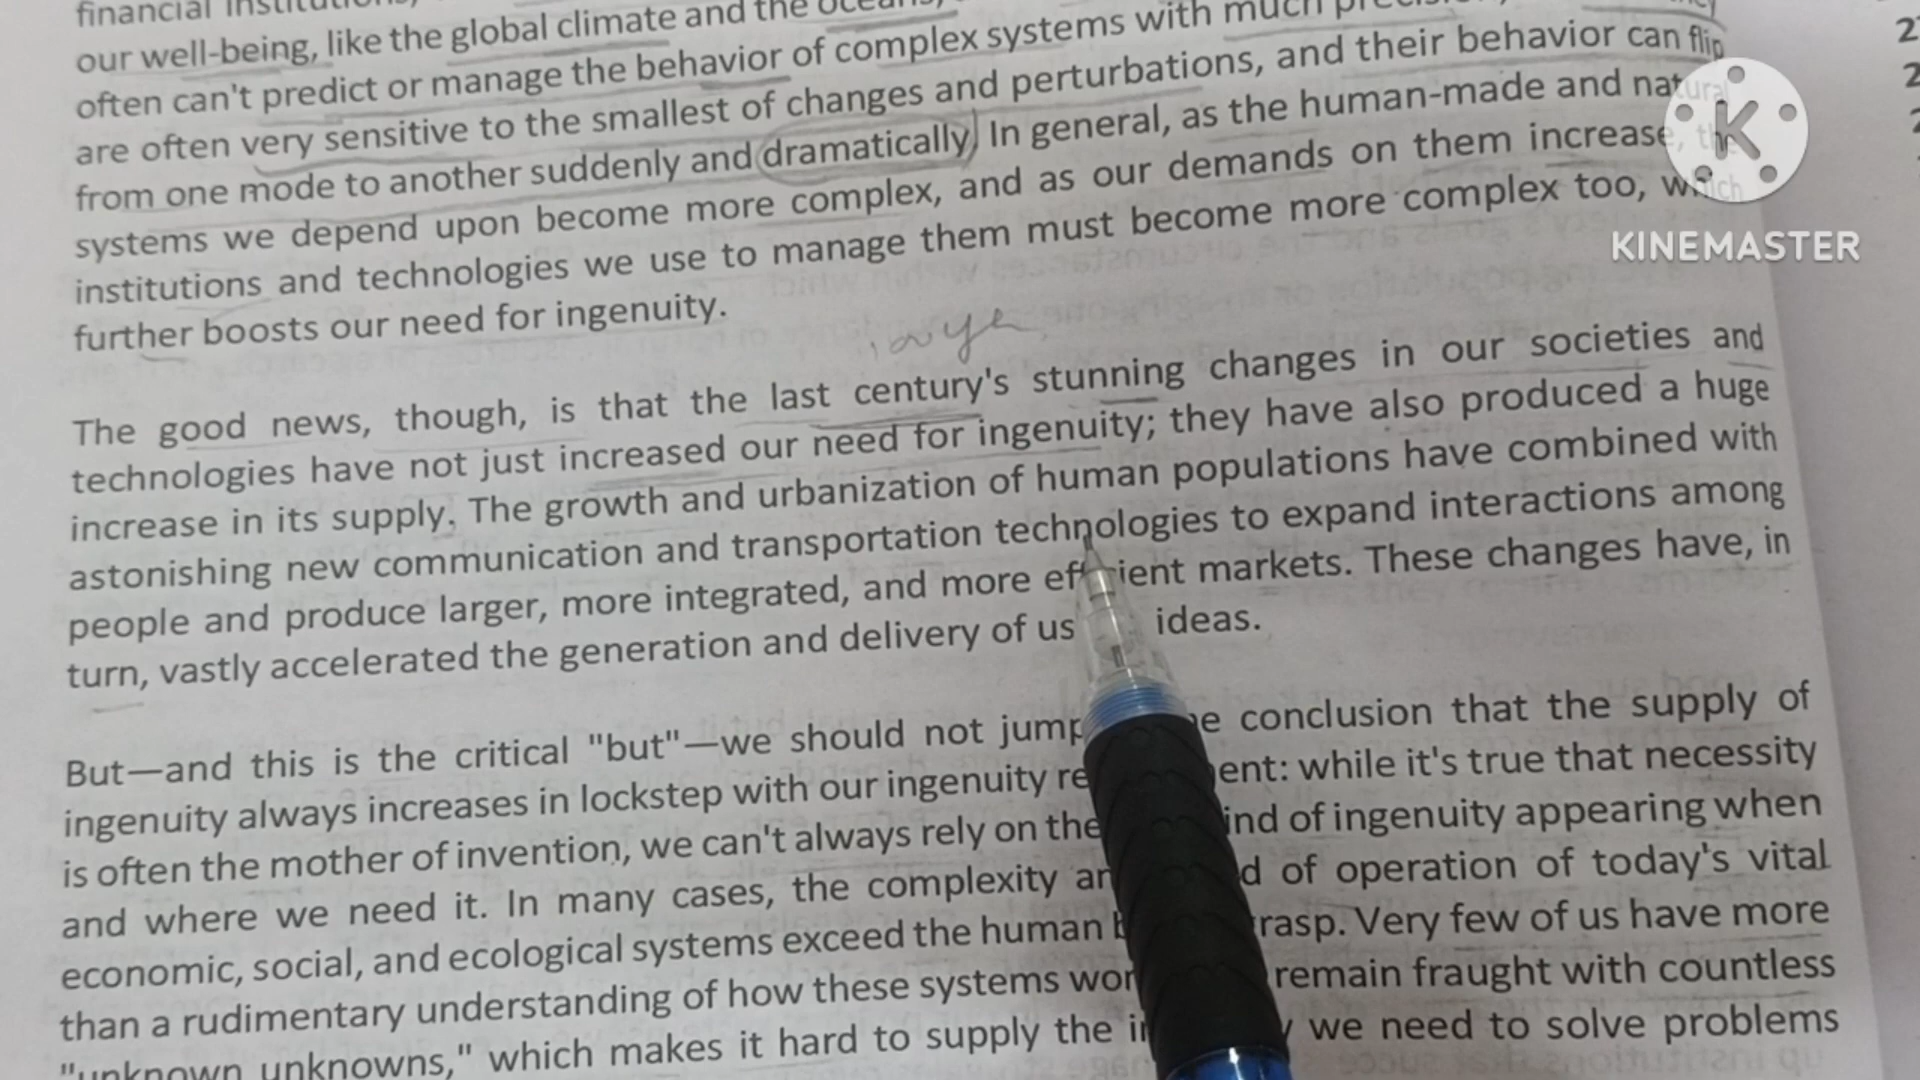 financial
our well-being, like the global climate and the oceans,
often can't predict or manage the behavior of complex systems with much
are often very sensitive to the smallest of changes and perturbations, and their behavior can flip
from one mode to another suddenly and dramatically. In general, as the human-made and natural
systems we depend upon become more complex, and as our demands on them increase, the
institutions and technologies we use to manage them must become more complex too, which
further boosts our need for ingenuity.
The good news, though, is that the last century's stunning changes in our societies and
technologies have not just increased our need for ingenuity; they have also produced a huge
increase in its supply. The growth and urbanization of human populations have combined with
astonishing new communication and transportation technologies to expand interactions among
people and produce larger, more integrated, and more efficient markets. These changes have, in
turn, vastly accelerated the generation and delivery of us ideas.
But—and this is the critical "but"—we should not jump conclusion that the supply of
ingenuity always increases in lockstep with our ingenuity re ent: while it's true that necessity
is often the mother of invention, we can't always rely on the ind of ingenuity appearing when
and where we need it. In many cases, the complexity an d of operation of today's vital
economic, social, and ecological systems exceed the human rasp. Very few of us have more
than a rudimentary understanding of how these systems wor remain fraught with countless
"unknown unknowns," which makes it hard to supply the we need to solve problems
KINEMASTER